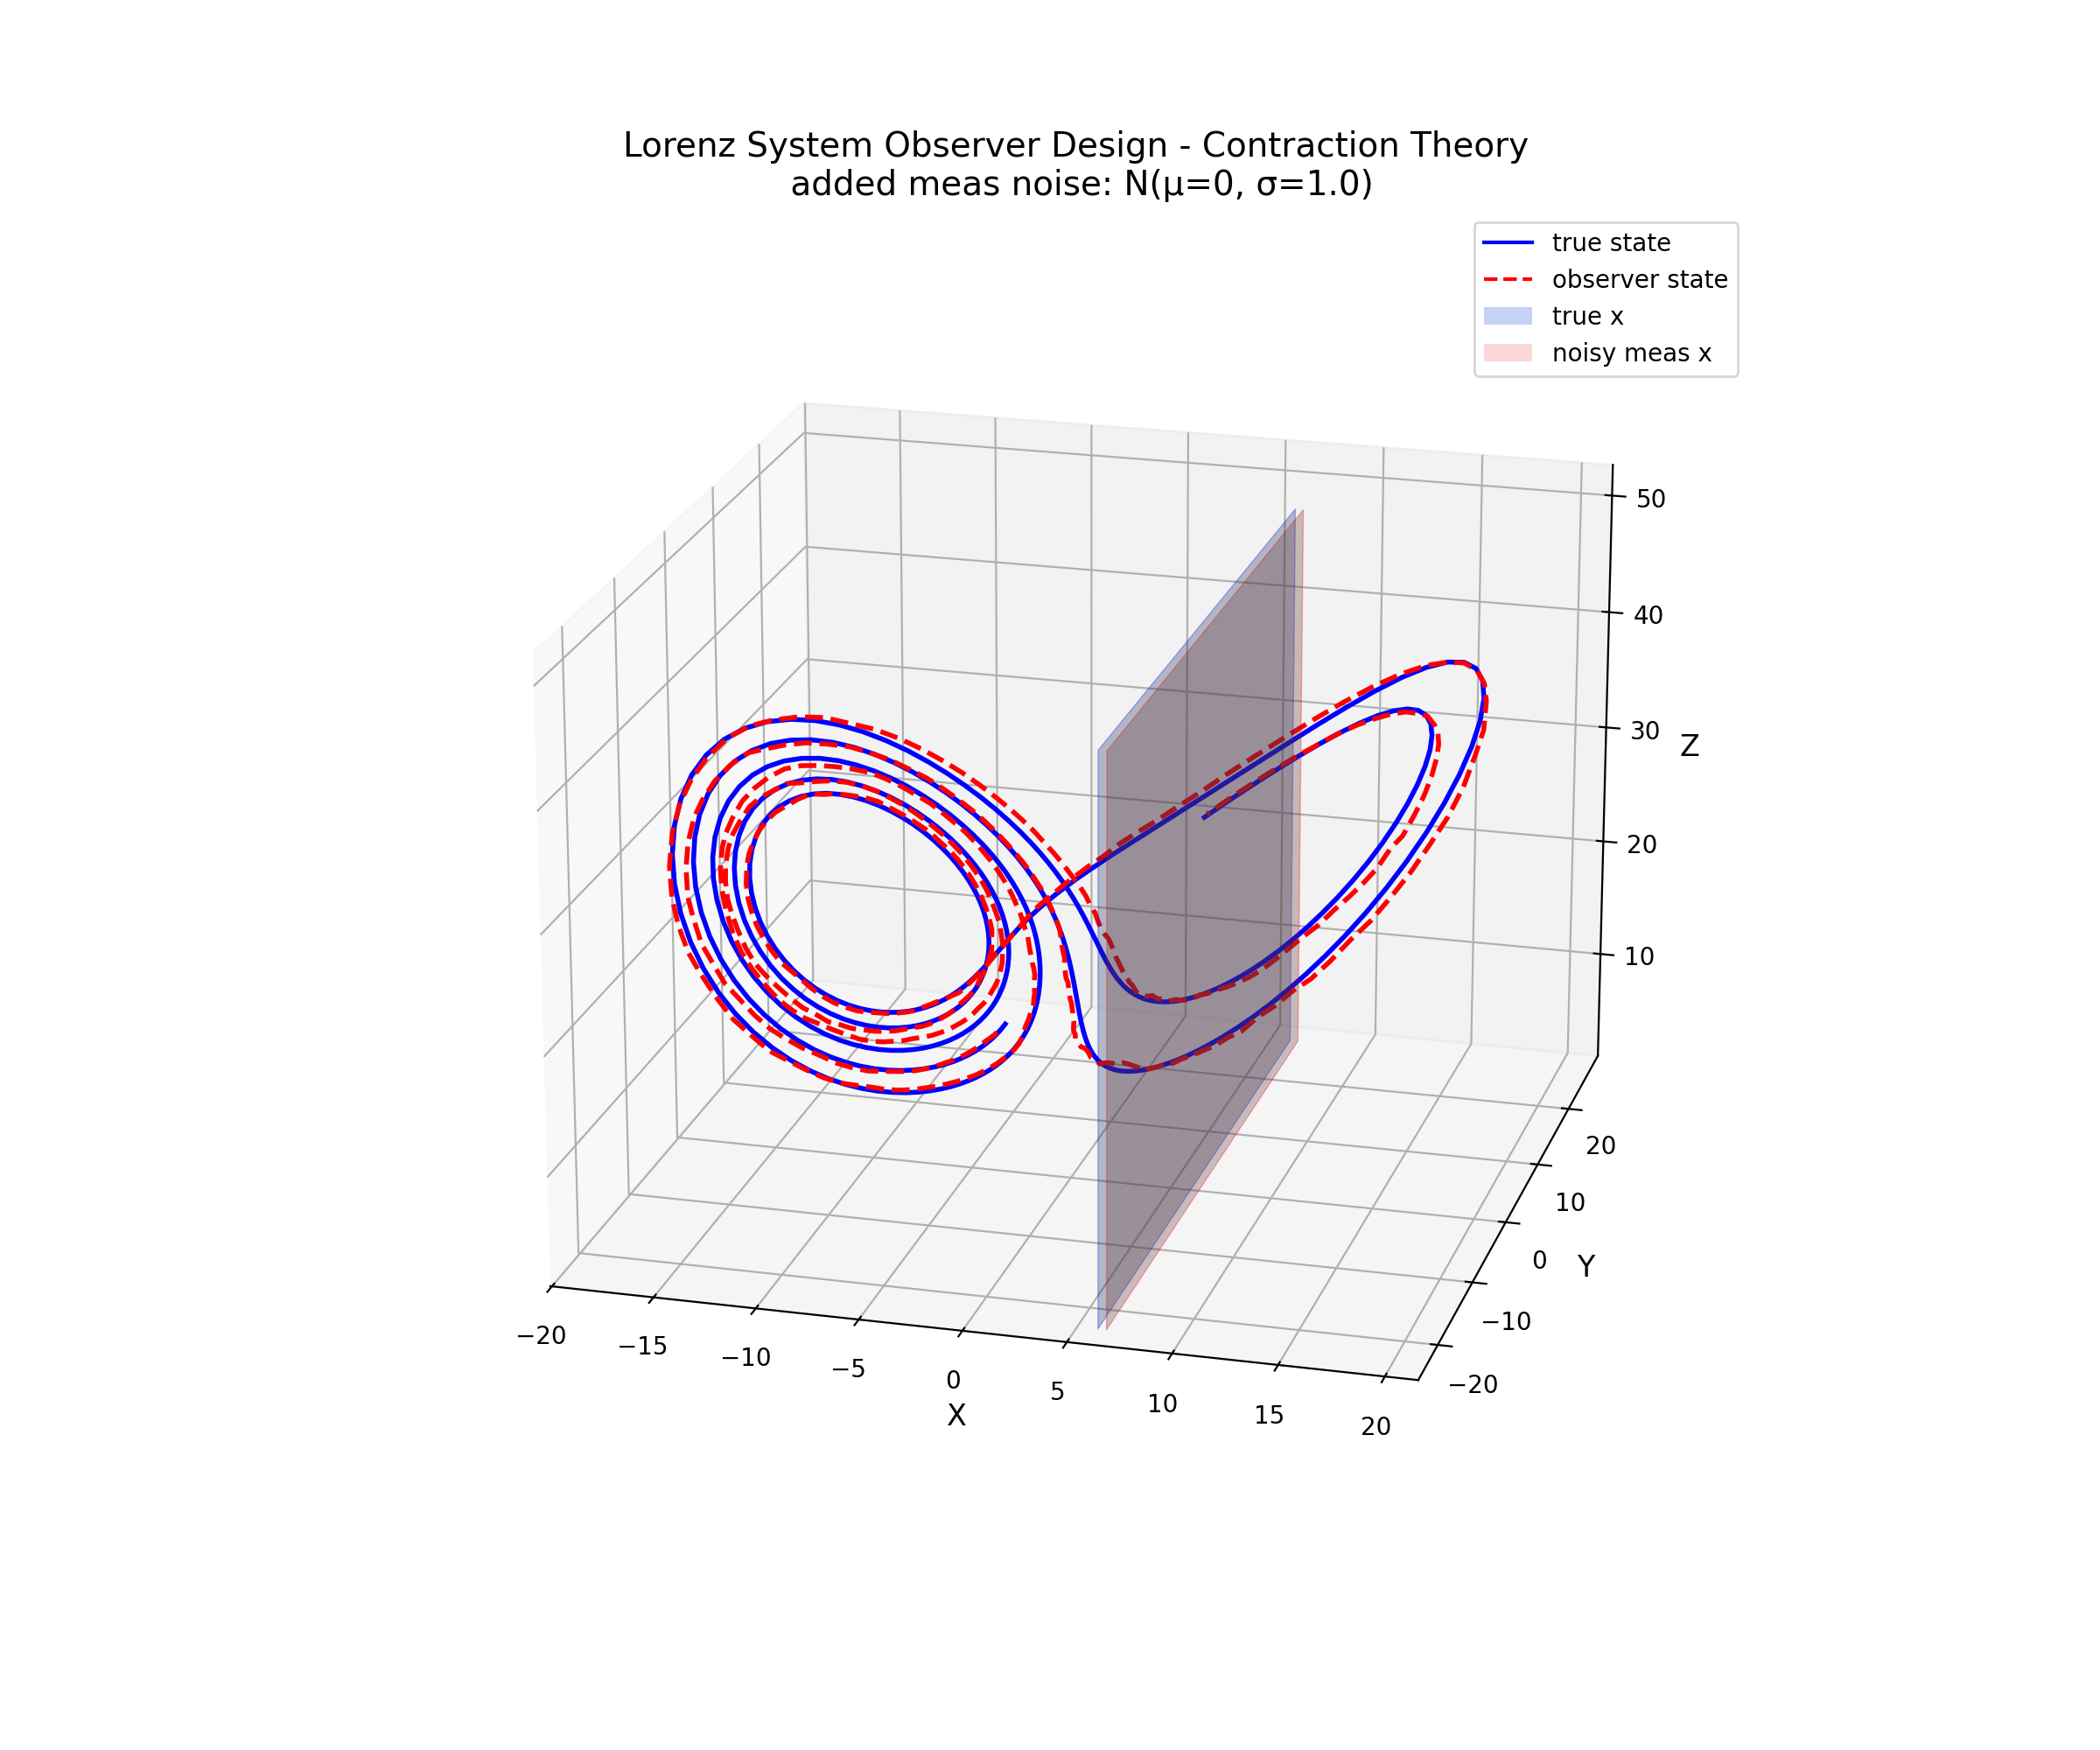 Lorenz System Observer Design - Contraction Theory
added meas noise: N(μ=0, σ=1.0)
true state
observer state
true x
noisy meas x
50
40
30
Z
20
10
20
10
0
Y
−10
−20
−20
−15
−10
−5
0
5
10
15
20
X